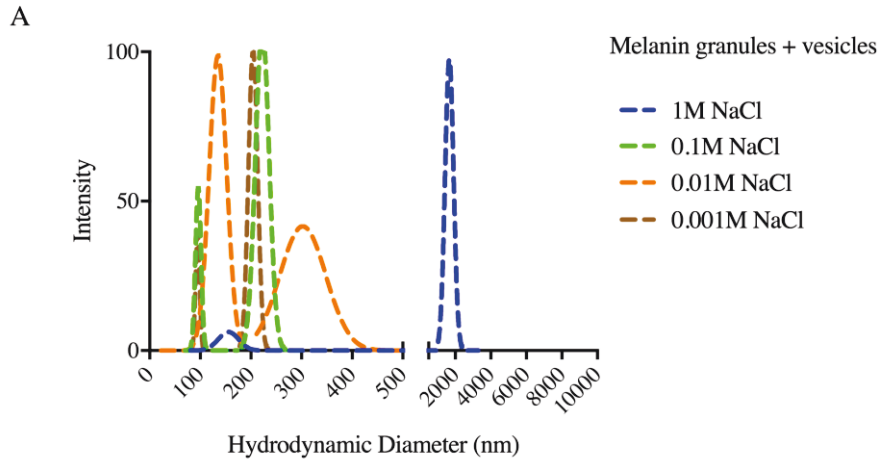 A
Melanin granules + vesicles
1M NaCl
0.1M NaCl
0.01M NaCl
0.001M NaCl
Intensity
100
50
0
0 100 200 300 400 500 2000 4000 6000 8000 10000
Hydrodynamic Diameter (nm)